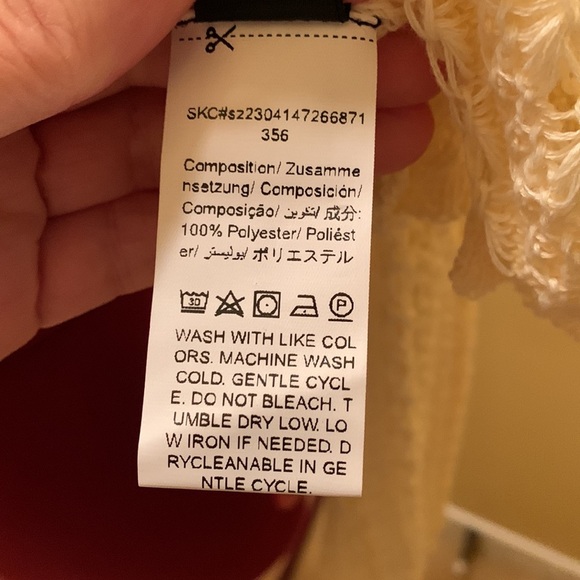 SKC#sz2304147266871
356
Composition/ Zusamme
nsetzung/ Composición/
Composição/ تكوين/ 成分:
100% Polyester/ Poliést
er/ بوليستر/ ポリエステル
30 P
WASH WITH LIKE COL
ORS. MACHINE WASH
COLD. GENTLE CYCL
E. DO NOT BLEACH. T
UMBLE DRY LOW. LO
W IRON IF NEEDED. D
RYCLEANABLE IN GE
NTLE CYCLE.